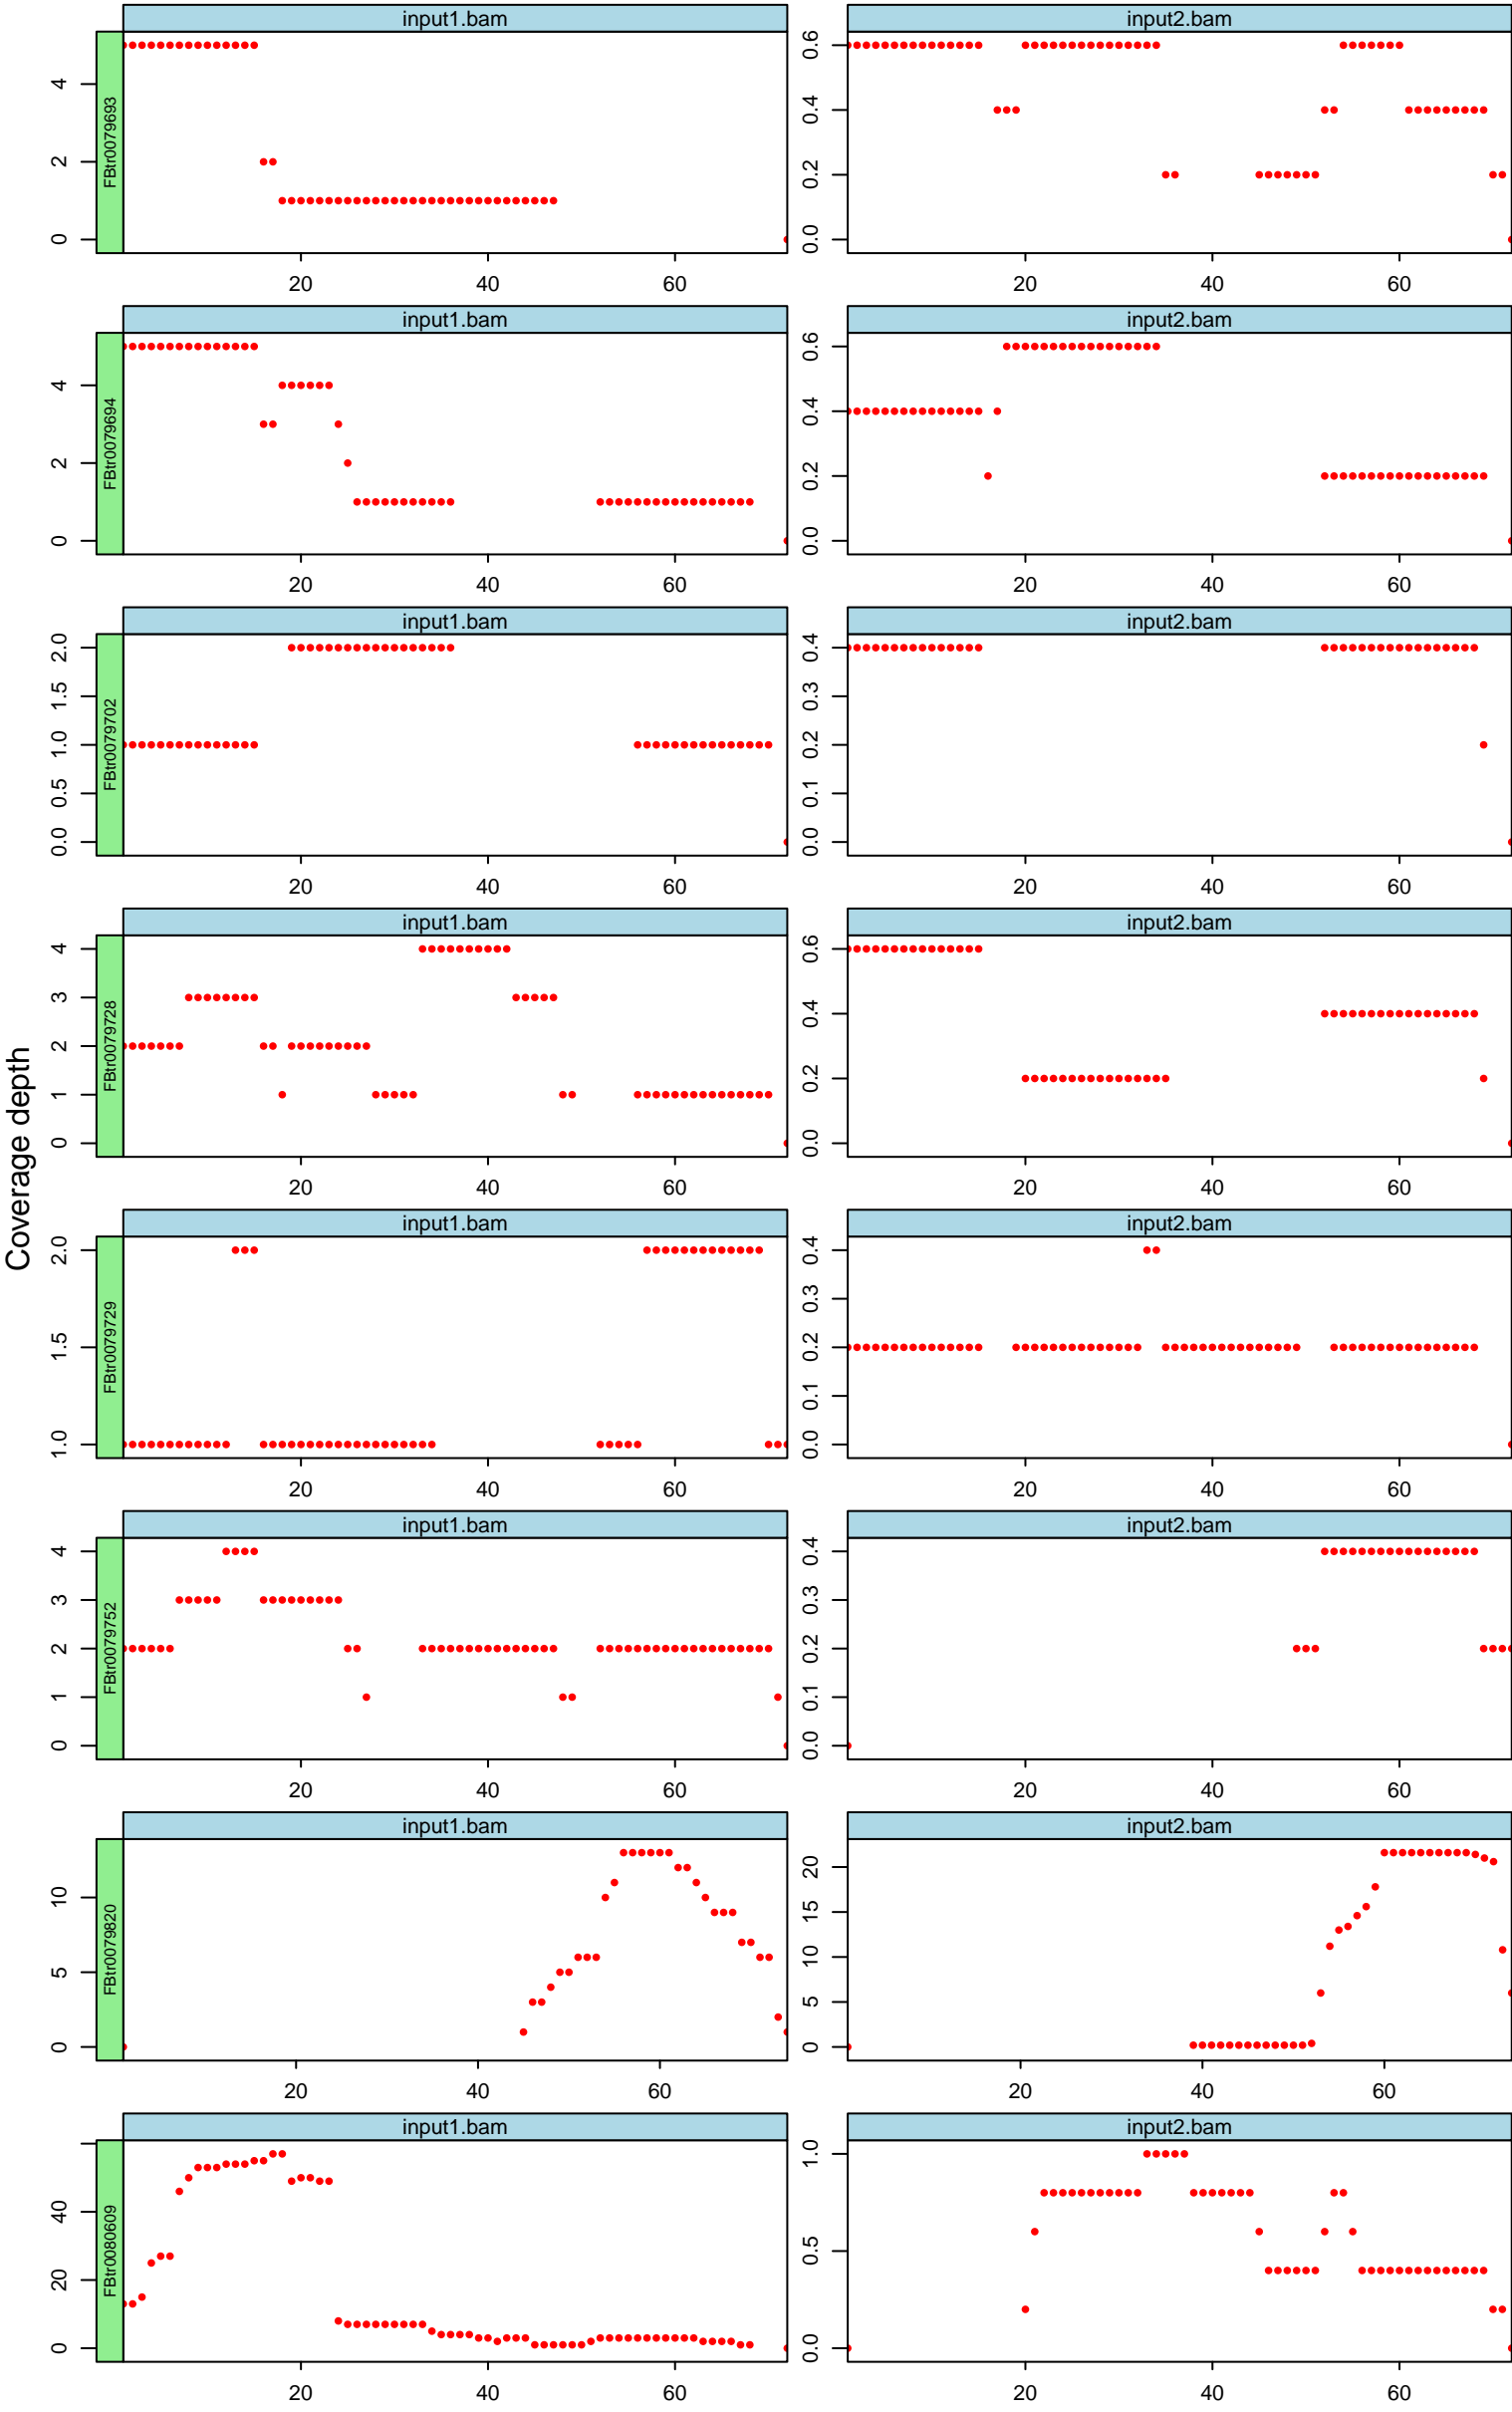 Coverage depth
input1.bam
FBtr0079693
4
2
0
20 40 60
input2.bam
0.6
0.4
0.2
0.0
20 40 60
input1.bam
FBtr0079694
4
2
0
20 40 60
input2.bam
0.6
0.4
0.2
0.0
20 40 60
input1.bam
FBtr0079702
2.0
1.5
1.0
0.5
0.0
20 40 60
input2.bam
0.4
0.3
0.2
0.1
0.0
20 40 60
input1.bam
FBtr0079728
4
3
2
1
0
20 40 60
input2.bam
0.6
0.4
0.2
0.0
20 40 60
input1.bam
FBtr0079729
2.0
1.5
1.0
20 40 60
input2.bam
0.4
0.3
0.2
0.1
0.0
20 40 60
input1.bam
FBtr0079752
4
3
2
1
0
20 40 60
input2.bam
0.4
0.3
0.2
0.1
0.0
20 40 60
input1.bam
FBtr0079820
10
5
0
20 40 60
input2.bam
20
15
10
5
0
20 40 60
input1.bam
FBtr0080609
40
20
0
20 40 60
input2.bam
1.0
0.5
0.0
20 40 60